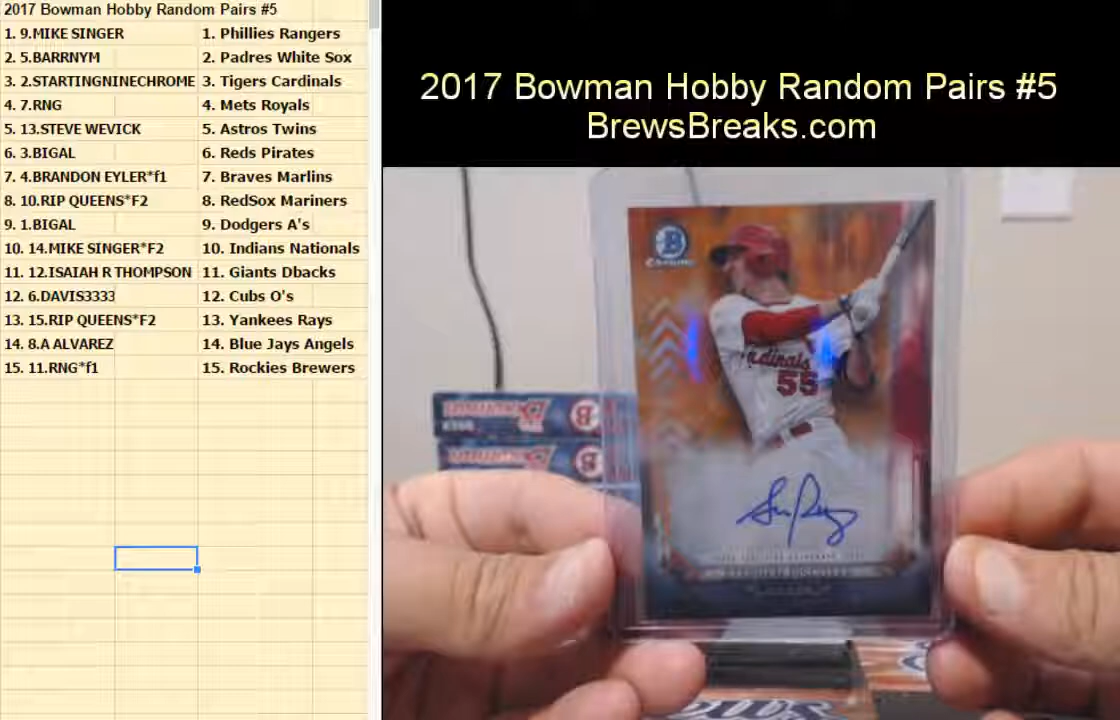 2017 Bowman Hobby Random Pairs #5
1. 9.MIKE SINGER 1. Phillies Rangers
2. 5.BARRNYM 2. Padres White Sox
3. 2.STARTINGNINECHROME 3. Tigers Cardinals
4. 7.RNG 4. Mets Royals
5. 13.STEVE WEVICK 5. Astros Twins
6. 3.BIGAL 6. Reds Pirates
7. 4.BRANDON EYLER*f1 7. Braves Marlins
8. 10.RIP QUEENS*F2 8. RedSox Mariners
9. 1.BIGAL 9. Dodgers A's
10. 14.MIKE SINGER*F2 10. Indians Nationals
11. 12.ISAIAH R THOMPSON 11. Giants Dbacks
12. 6.DAVIS3333 12. Cubs O's
13. 15.RIP QUEENS*F2 13. Yankees Rays
14. 8.A ALVAREZ 14. Blue Jays Angels
15. 11.RNG*f1 15. Rockies Brewers
2017 Bowman Hobby Random Pairs #5
BrewsBreaks.com
B
CHROME
Cardinals
55
Bowman B
Bowman B